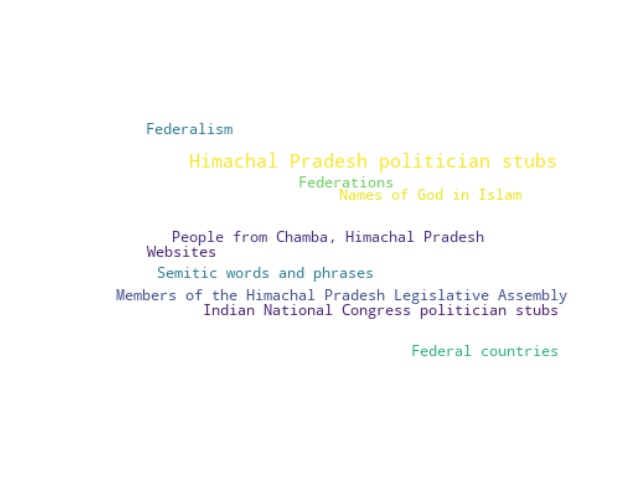 Federalism
Himachal Pradesh politician stubs
Federations
Names of God in Islam
People from Chamba, Himachal Pradesh
Websites
Semitic words and phrases
Members of the Himachal Pradesh Legislative Assembly
Indian National Congress politician stubs
Federal countries